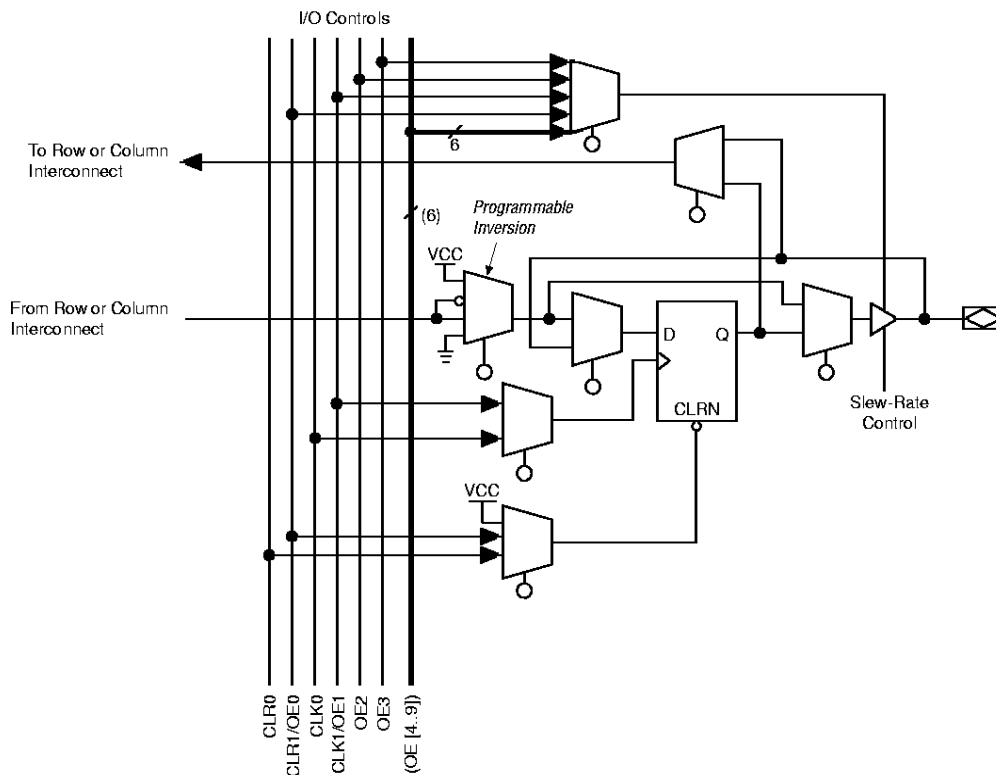 I/O Controls
6
To Row or Column
Interconnect
(6)
Programmable
Inversion
VCC
From Row or Column
Interconnect
D
Q
CLRN
Slew-Rate
Control
VCC
CLR0
CLR1/OE0
CLK0
CLK1/OE1
OE2
OE3
(OE [4..9])